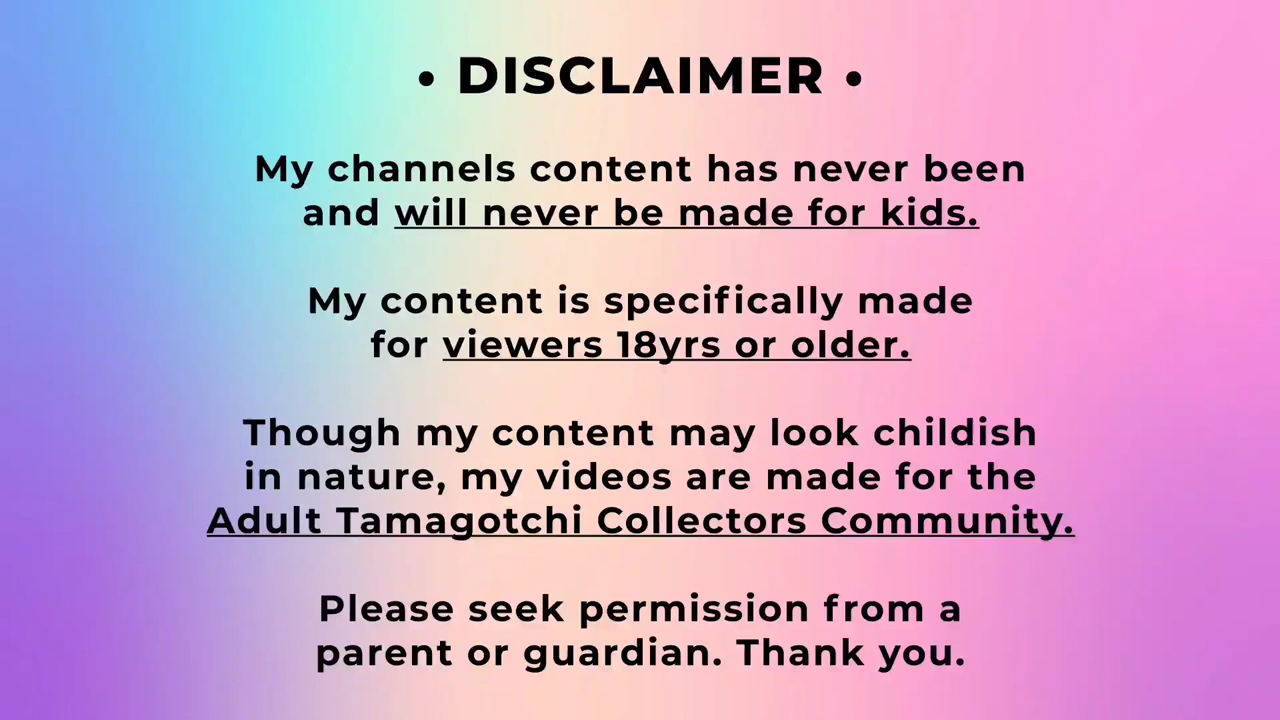 • DISCLAIMER •
My channels content has never been
and will never be made for kids.
My content is specifically made
for viewers 18yrs or older.
Though my content may look childish
in nature, my videos are made for the
Adult Tamagotchi Collectors Community.
Please seek permission from a
parent or guardian. Thank you.